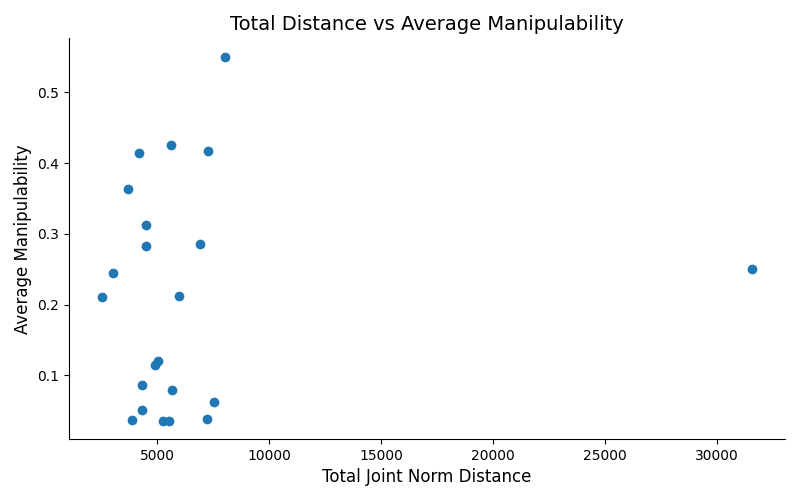 Total Distance vs Average Manipulability
Average Manipulability
0.5
0.4
0.3
0.2
0.1
5000 10000 15000 20000 25000 30000
Total Joint Norm Distance